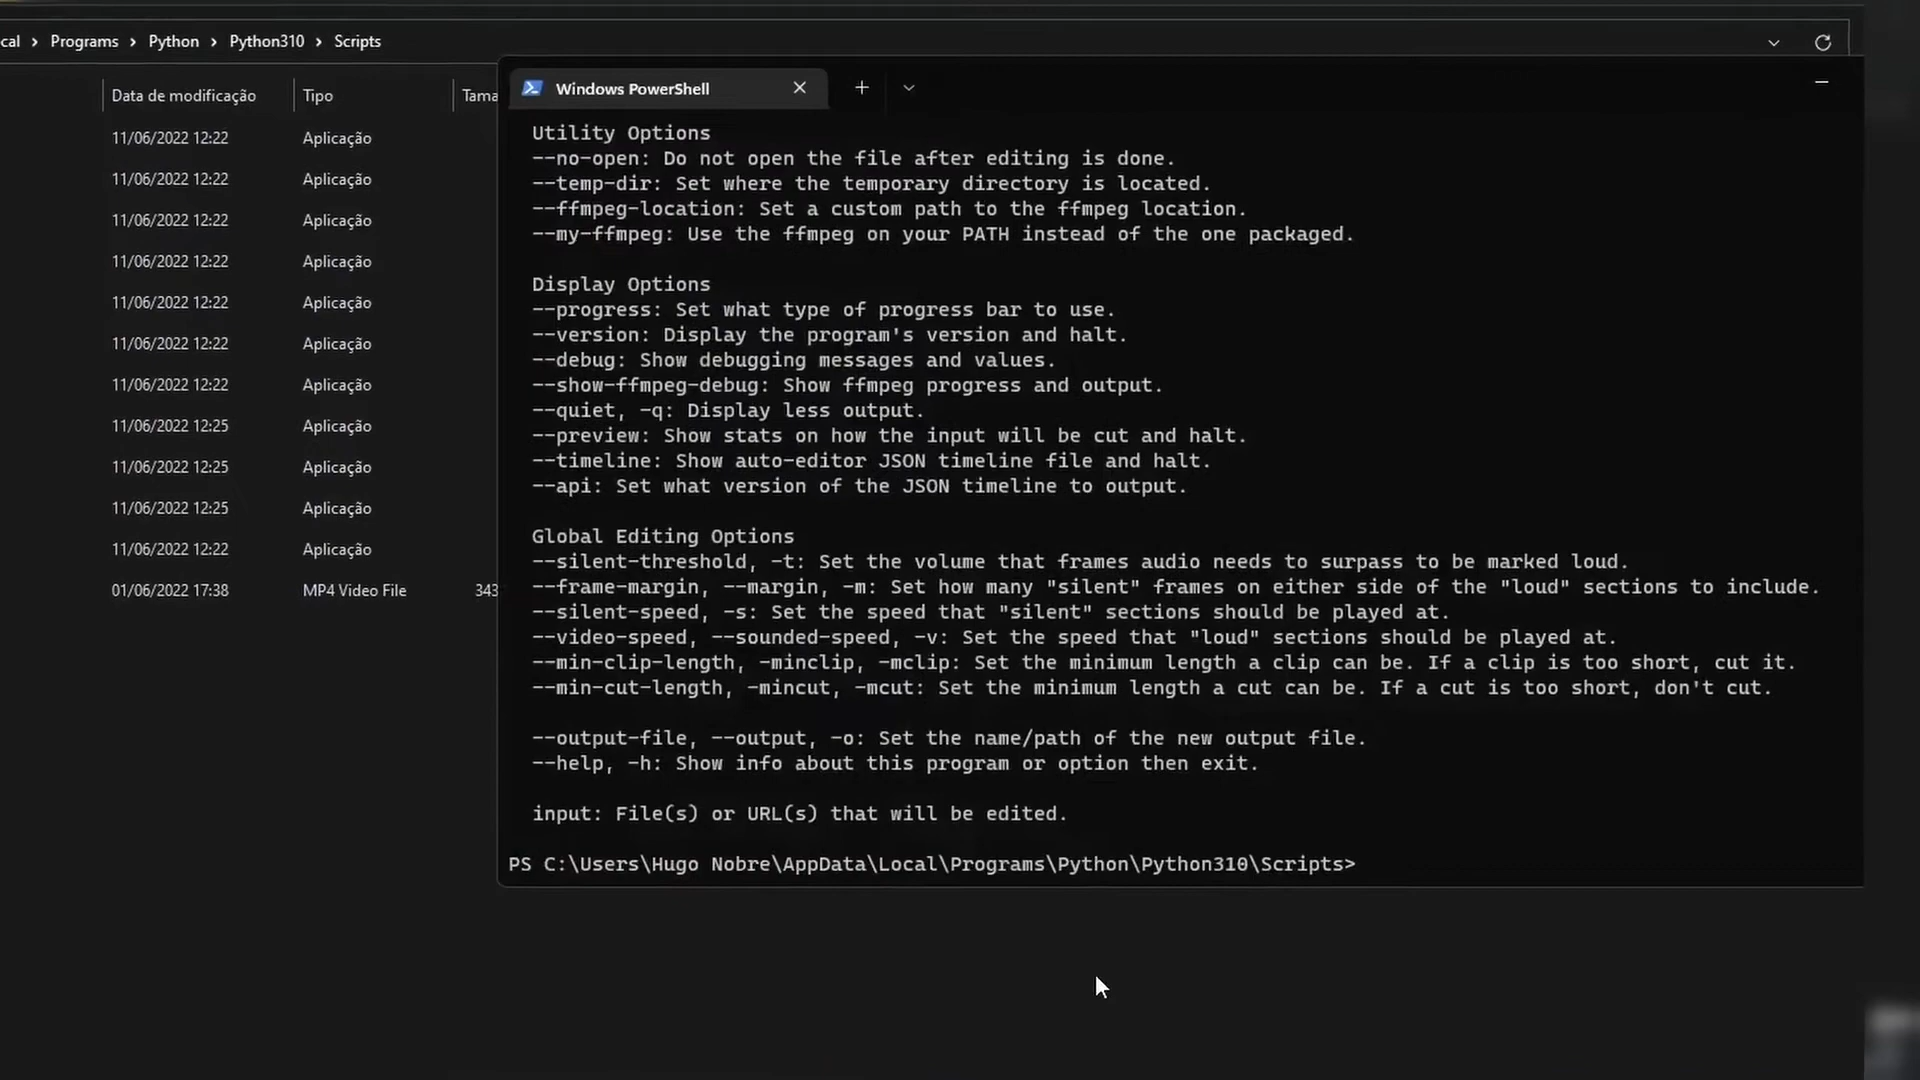 cal > Programs > Python > Python310 > Scripts
Data de modificação Tipo Tama
11/06/2022 12:22 Aplicação
11/06/2022 12:22 Aplicação
11/06/2022 12:22 Aplicação
11/06/2022 12:22 Aplicação
11/06/2022 12:22 Aplicação
11/06/2022 12:22 Aplicação
11/06/2022 12:22 Aplicação
11/06/2022 12:25 Aplicação
11/06/2022 12:25 Aplicação
11/06/2022 12:25 Aplicação
11/06/2022 12:22 Aplicação
01/06/2022 17:38 MP4 Video File 343
Windows PowerShell
Utility Options
--no-open: Do not open the file after editing is done.
--temp-dir: Set where the temporary directory is located.
--ffmpeg-location: Set a custom path to the ffmpeg location.
--my-ffmpeg: Use the ffmpeg on your PATH instead of the one packaged.
Display Options
--progress: Set what type of progress bar to use.
--version: Display the program's version and halt.
--debug: Show debugging messages and values.
--show-ffmpeg-debug: Show ffmpeg progress and output.
--quiet, -q: Display less output.
--preview: Show stats on how the input will be cut and halt.
--timeline: Show auto-editor JSON timeline file and halt.
--api: Set what version of the JSON timeline to output.
Global Editing Options
--silent-threshold, -t: Set the volume that frames audio needs to surpass to be marked loud.
--frame-margin, --margin, -m: Set how many "silent" frames on either side of the "loud" sections to include.
--silent-speed, -s: Set the speed that "silent" sections should be played at.
--video-speed, --sounded-speed, -v: Set the speed that "loud" sections should be played at.
--min-clip-length, -minclip, -mclip: Set the minimum length a clip can be. If a clip is too short, cut it.
--min-cut-length, -mincut, -mcut: Set the minimum length a cut can be. If a cut is too short, don't cut.
--output-file, --output, -o: Set the name/path of the new output file.
--help, -h: Show info about this program or option then exit.
input: File(s) or URL(s) that will be edited.
PS C:\Users\Hugo Nobre\AppData\Local\Programs\Python\Python310\Scripts>